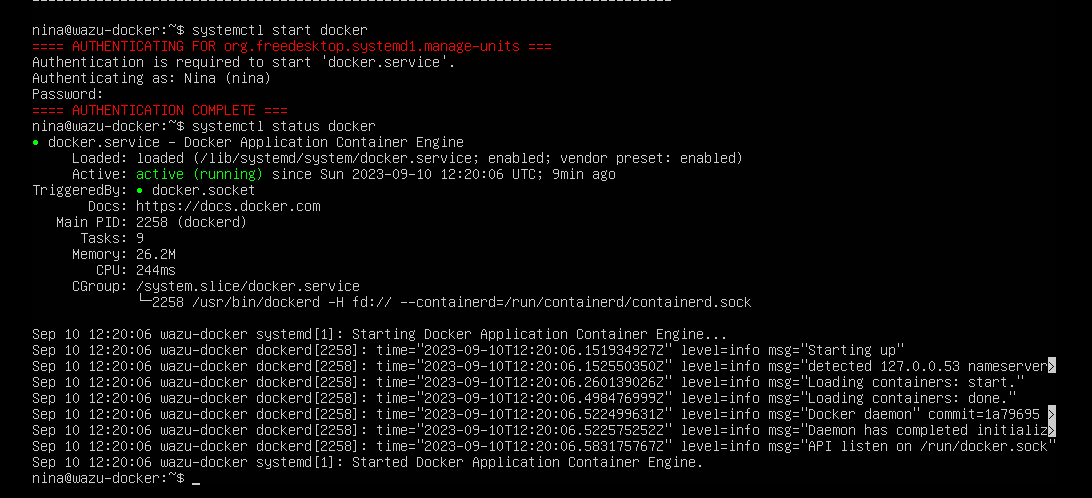 nina@wazu-docker:~$ systemctl start docker
==== AUTHENTICATING FOR org.freedesktop.systemd1.manage-units ===
Authentication is required to start 'docker.service'.
Authenticating as: Nina (nina)
Password:
==== AUTHENTICATION COMPLETE ===
nina@wazu-docker:~$ systemctl status docker
● docker.service - Docker Application Container Engine
Loaded: loaded (/lib/systemd/system/docker.service; enabled; vendor preset: enabled)
Active: active (running) since Sun 2023-09-10 12:20:06 UTC; 9min ago
TriggeredBy: ● docker.socket
Docs: https://docs.docker.com
Main PID: 2258 (dockerd)
Tasks: 9
Memory: 26.2M
CPU: 244ms
CGroup: /system.slice/docker.service
└─2258 /usr/bin/dockerd -H fd:// --containerd=/run/containerd/containerd.sock
Sep 10 12:20:06 wazu-docker systemd[1]: Starting Docker Application Container Engine...
Sep 10 12:20:06 wazu-docker dockerd[2258]: time="2023-09-10T12:20:06.151934927Z" level=info msg="Starting up"
Sep 10 12:20:06 wazu-docker dockerd[2258]: time="2023-09-10T12:20:06.152550350Z" level=info msg="detected 127.0.0.53 nameserver>
Sep 10 12:20:06 wazu-docker dockerd[2258]: time="2023-09-10T12:20:06.260139026Z" level=info msg="Loading containers: start."
Sep 10 12:20:06 wazu-docker dockerd[2258]: time="2023-09-10T12:20:06.498476999Z" level=info msg="Loading containers: done."
Sep 10 12:20:06 wazu-docker dockerd[2258]: time="2023-09-10T12:20:06.522499631Z" level=info msg="Docker daemon" commit=1a79695 >
Sep 10 12:20:06 wazu-docker dockerd[2258]: time="2023-09-10T12:20:06.522575252Z" level=info msg="Daemon has completed initializ>
Sep 10 12:20:06 wazu-docker dockerd[2258]: time="2023-09-10T12:20:06.583175767Z" level=info msg="API listen on /run/docker.sock"
Sep 10 12:20:06 wazu-docker systemd[1]: Started Docker Application Container Engine.
nina@wazu-docker:~$ _